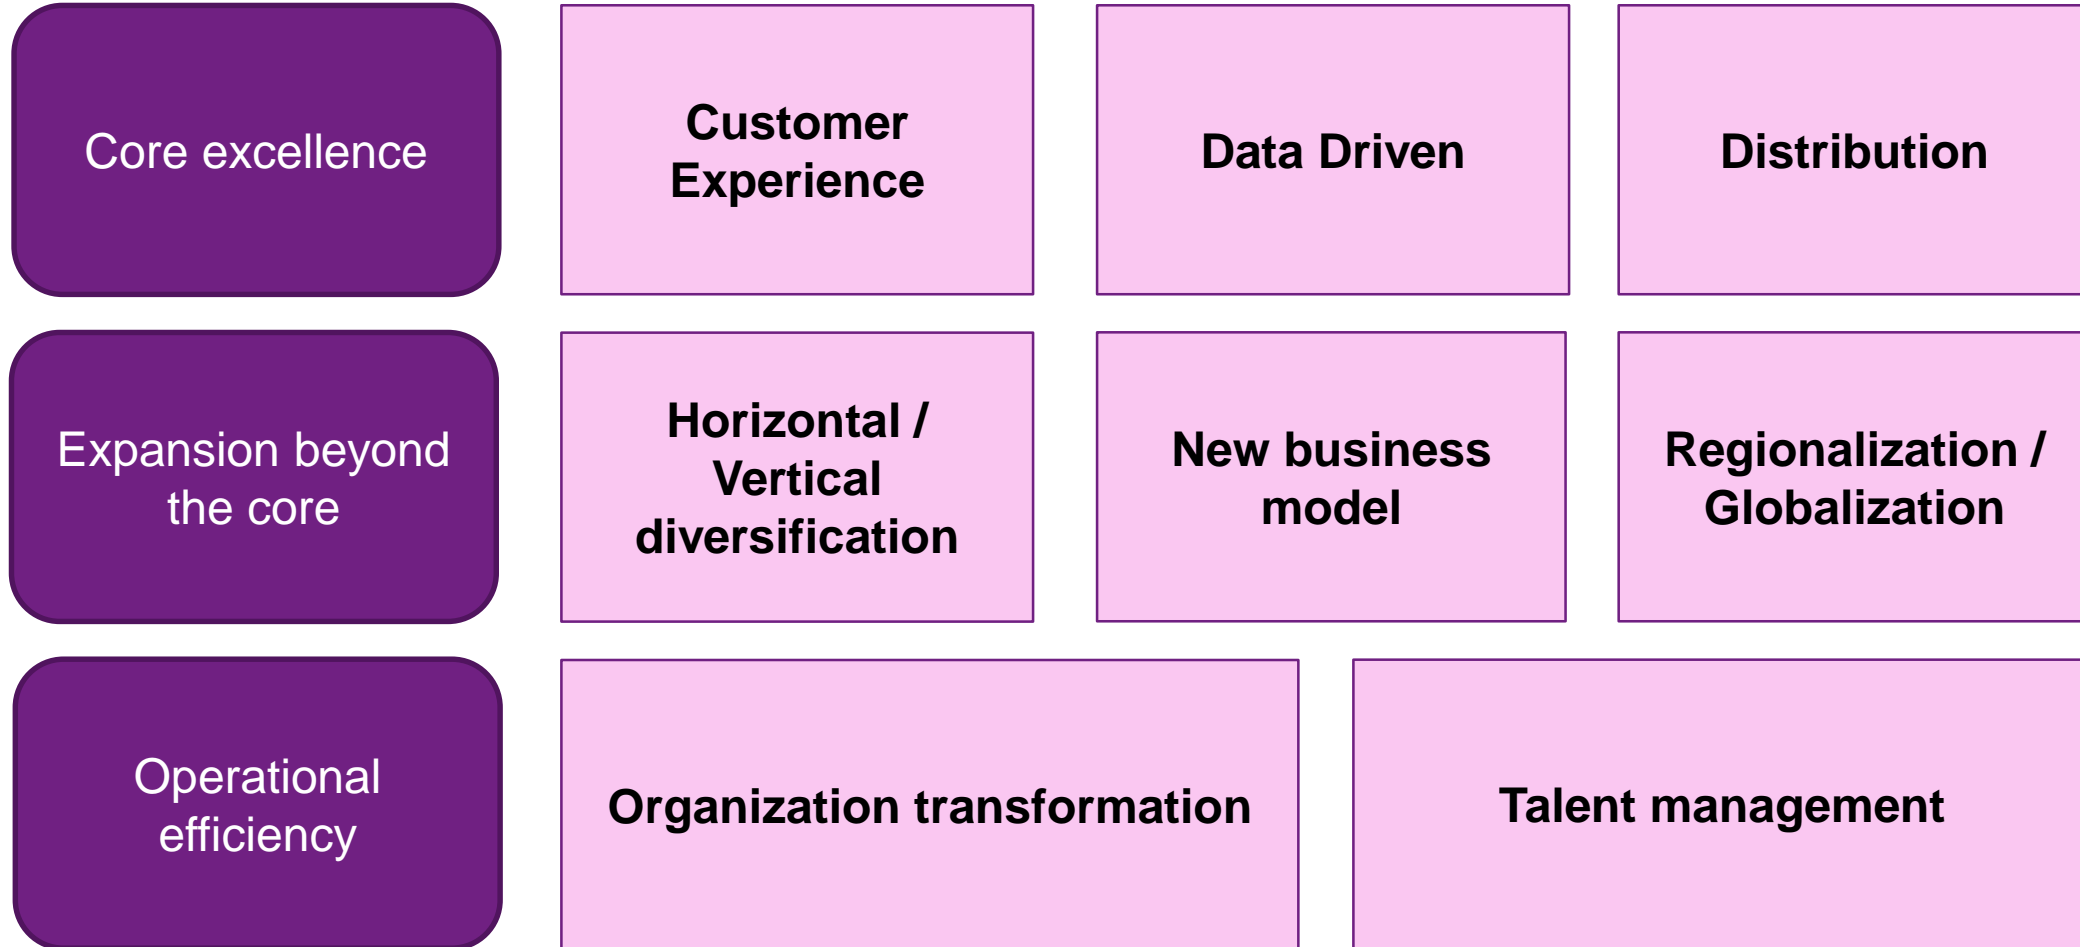 Core excellence
Customer
Experience
Data Driven
Distribution
Expansion beyond
the core
Horizontal /
Vertical
diversification
New business
model
Regionalization /
Globalization
Operational
efficiency
Organization transformation
Talent management